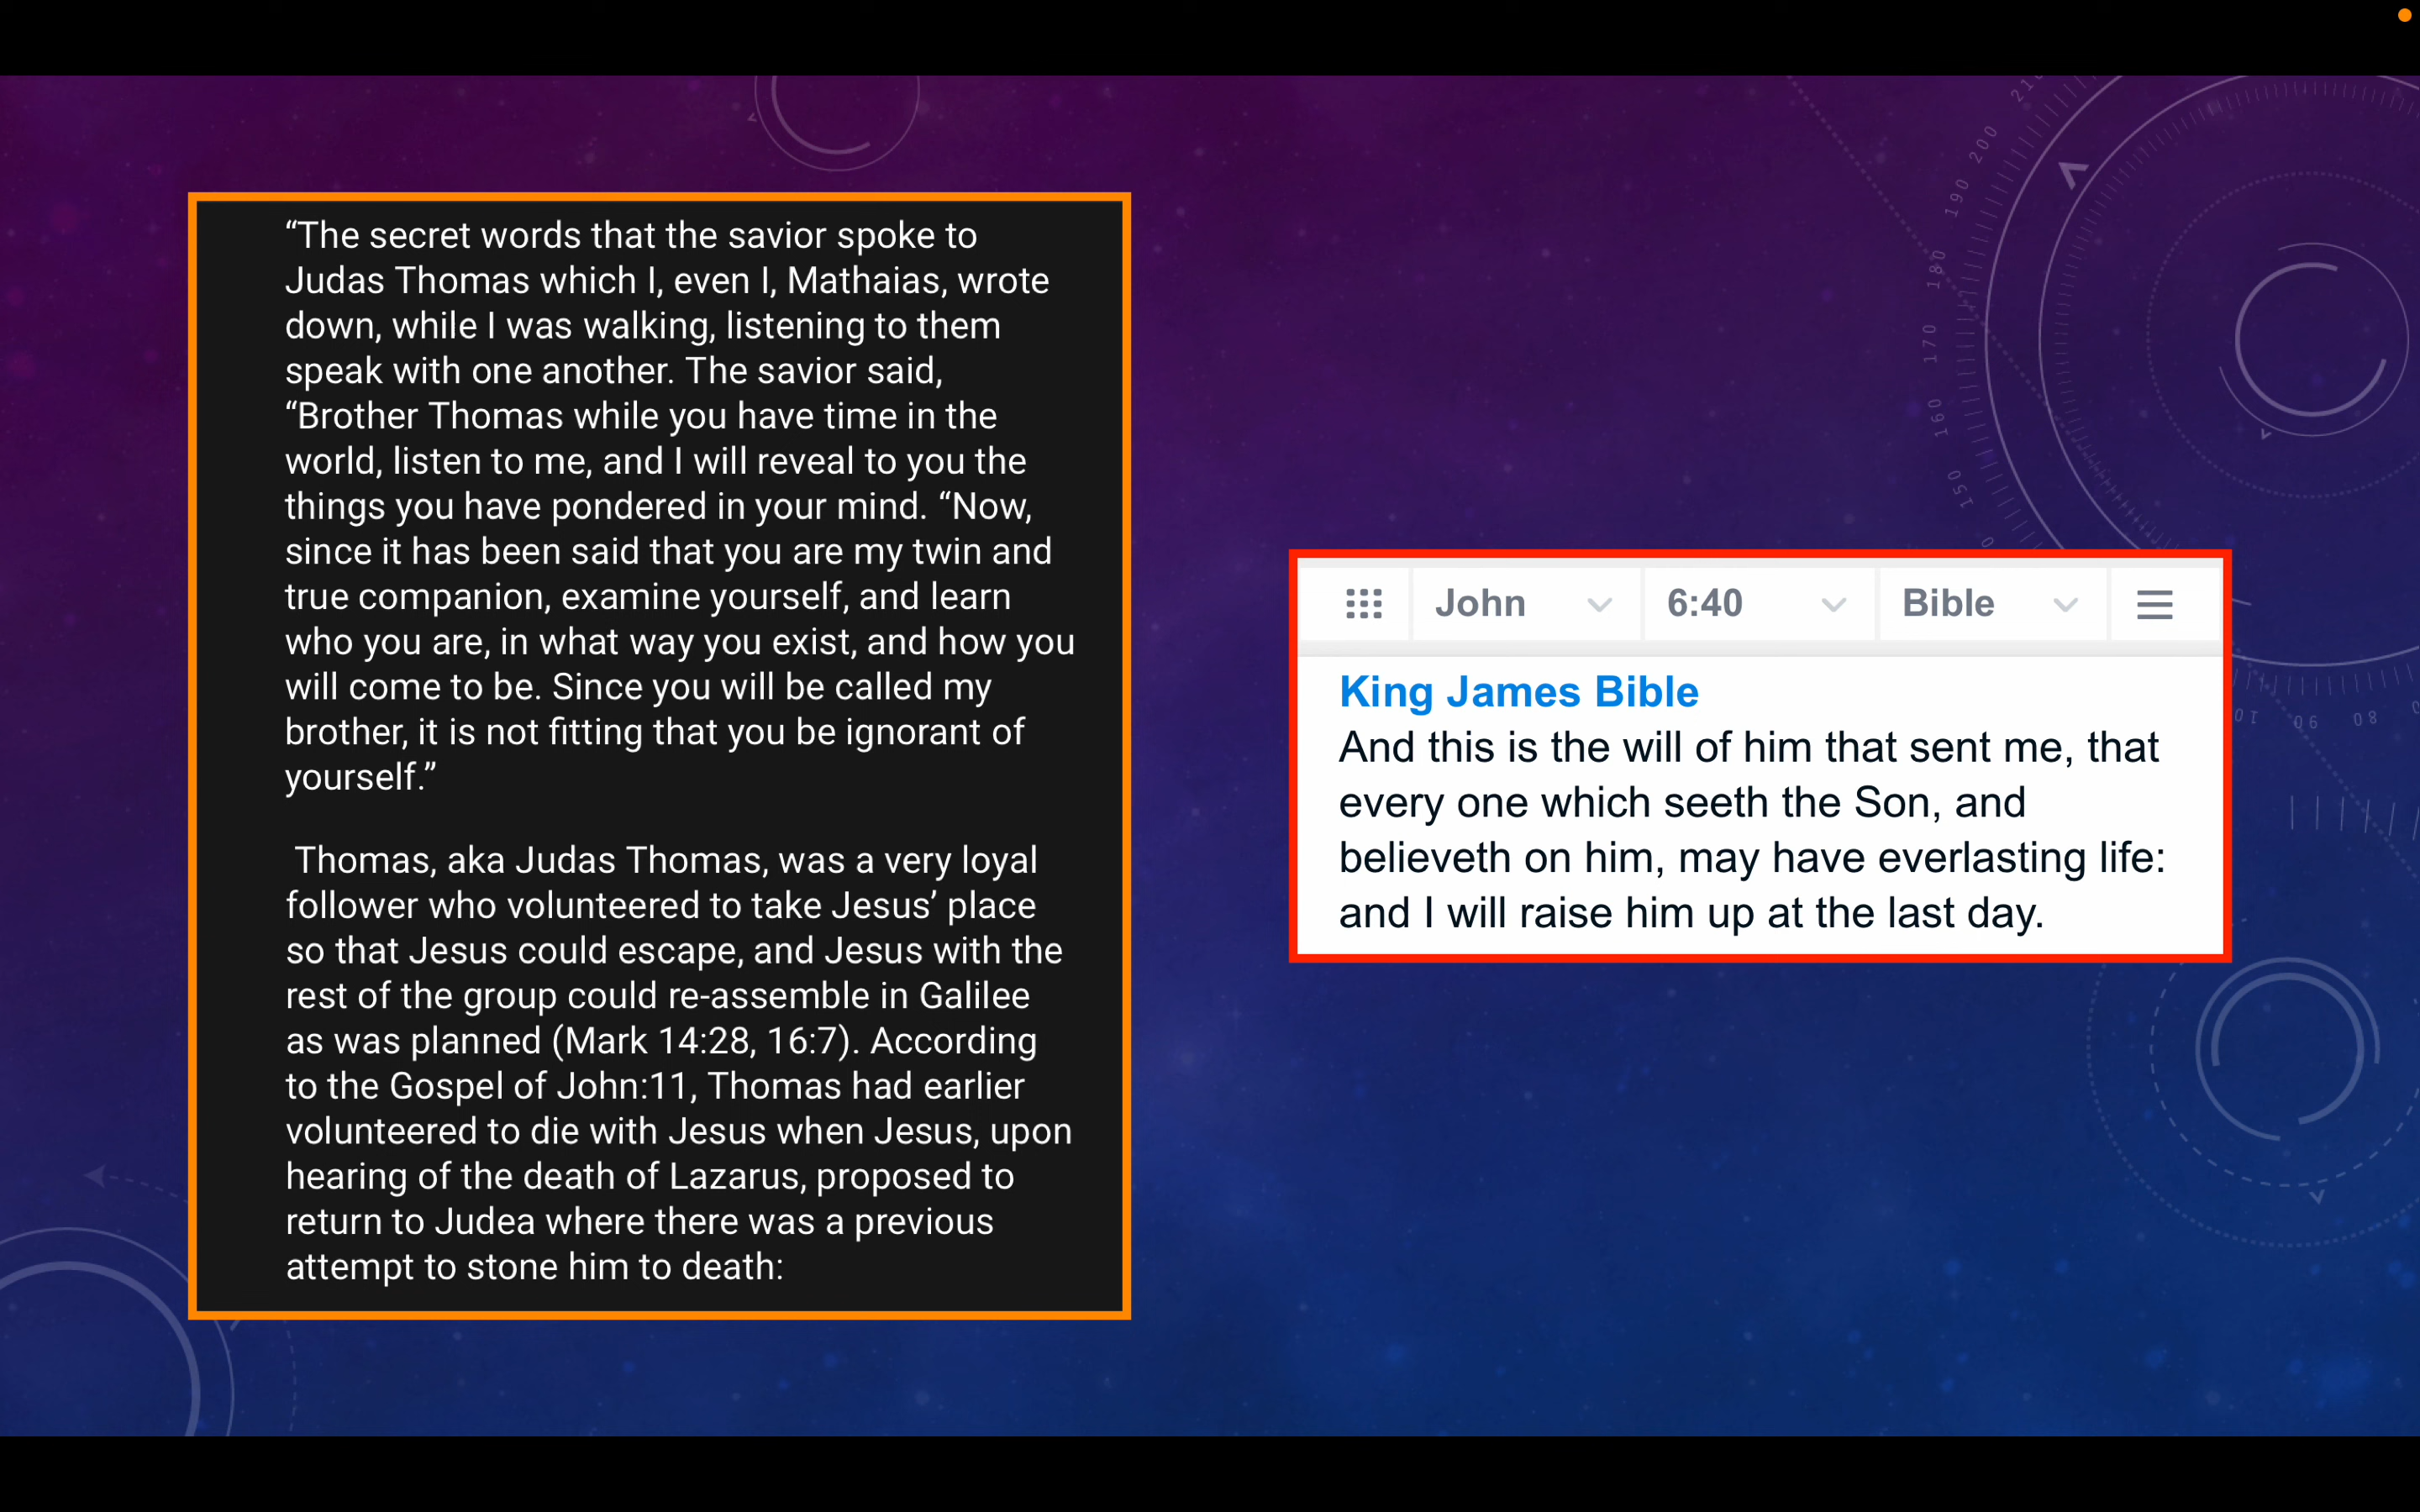 “The secret words that the savior spoke to
Judas Thomas which I, even I, Mathaias, wrote
down, while I was walking, listening to them
speak with one another. The savior said,
“Brother Thomas while you have time in the
world, listen to me, and I will reveal to you the
things you have pondered in your mind. “Now,
since it has been said that you are my twin and
true companion, examine yourself, and learn
who you are, in what way you exist, and how you
will come to be. Since you will be called my
brother, it is not fitting that you be ignorant of
yourself.”
Thomas, aka Judas Thomas, was a very loyal
follower who volunteered to take Jesus’ place
so that Jesus could escape, and Jesus with the
rest of the group could re-assemble in Galilee
as was planned (Mark 14:28, 16:7). According
to the Gospel of John:11, Thomas had earlier
volunteered to die with Jesus when Jesus, upon
hearing of the death of Lazarus, proposed to
return to Judea where there was a previous
attempt to stone him to death:
John 6:40 Bible
King James Bible
And this is the will of him that sent me, that
every one which seeth the Son, and
believeth on him, may have everlasting life:
and I will raise him up at the last day.
200
190
180
170
160
150
90
80